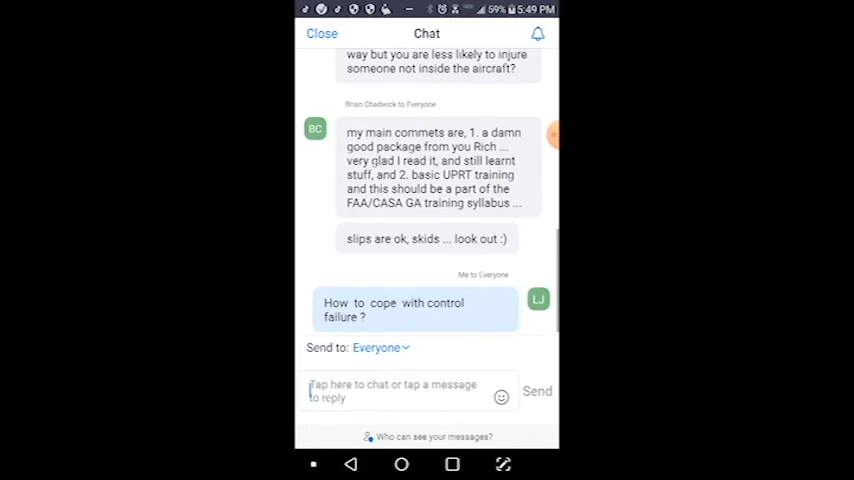 59% 5:49 PM
Close
Chat
way but you are less likely to injure
someone not inside the aircraft?
Brian Chadwick to Everyone
BC
my main commets are, 1. a damn
good package from you Rich ...
very glad I read it, and still learnt
stuff, and 2. basic UPRT training
and this should be a part of the
FAA/CASA GA training syllabus ...
slips are ok, skids ... look out :)
Me to Everyone
LJ
How to cope with control
failure ?
Send to: Everyone
Tap here to chat or tap a message
to reply
Send
Who can see your messages?